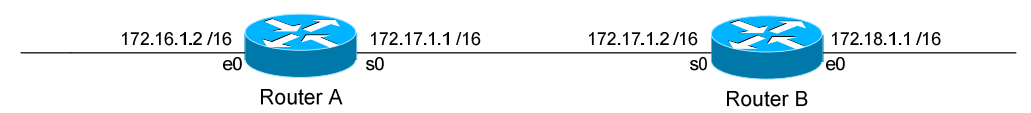 172.16.1.2 /16
172.17.1.1 /16
172.17.1.2 /16
172.18.1.1 /16
e0
s0
s0
e0
Router A
Router B